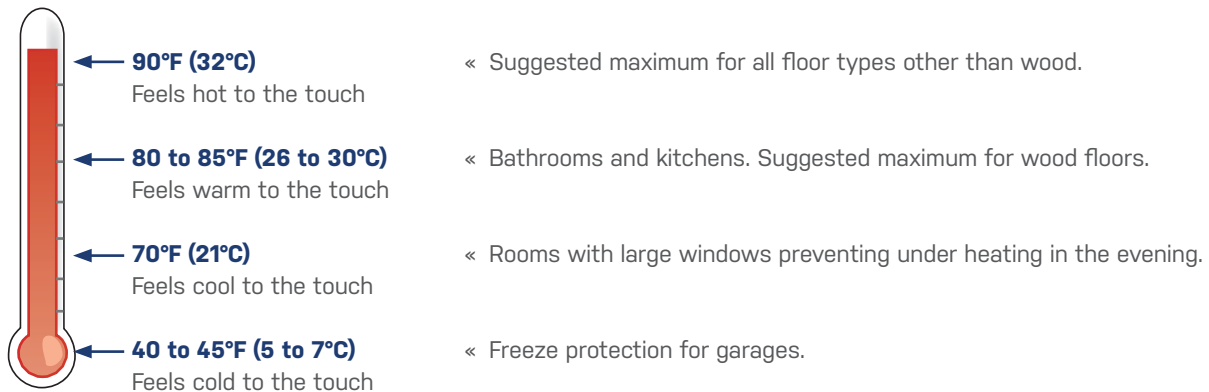 90°F (32°C) « Suggested maximum for all floor types other than wood.
Feels hot to the touch
80 to 85°F (26 to 30°C) « Bathrooms and kitchens. Suggested maximum for wood floors.
Feels warm to the touch
70°F (21°C) « Rooms with large windows preventing under heating in the evening.
Feels cool to the touch
40 to 45°F (5 to 7°C) « Freeze protection for garages.
Feels cold to the touch